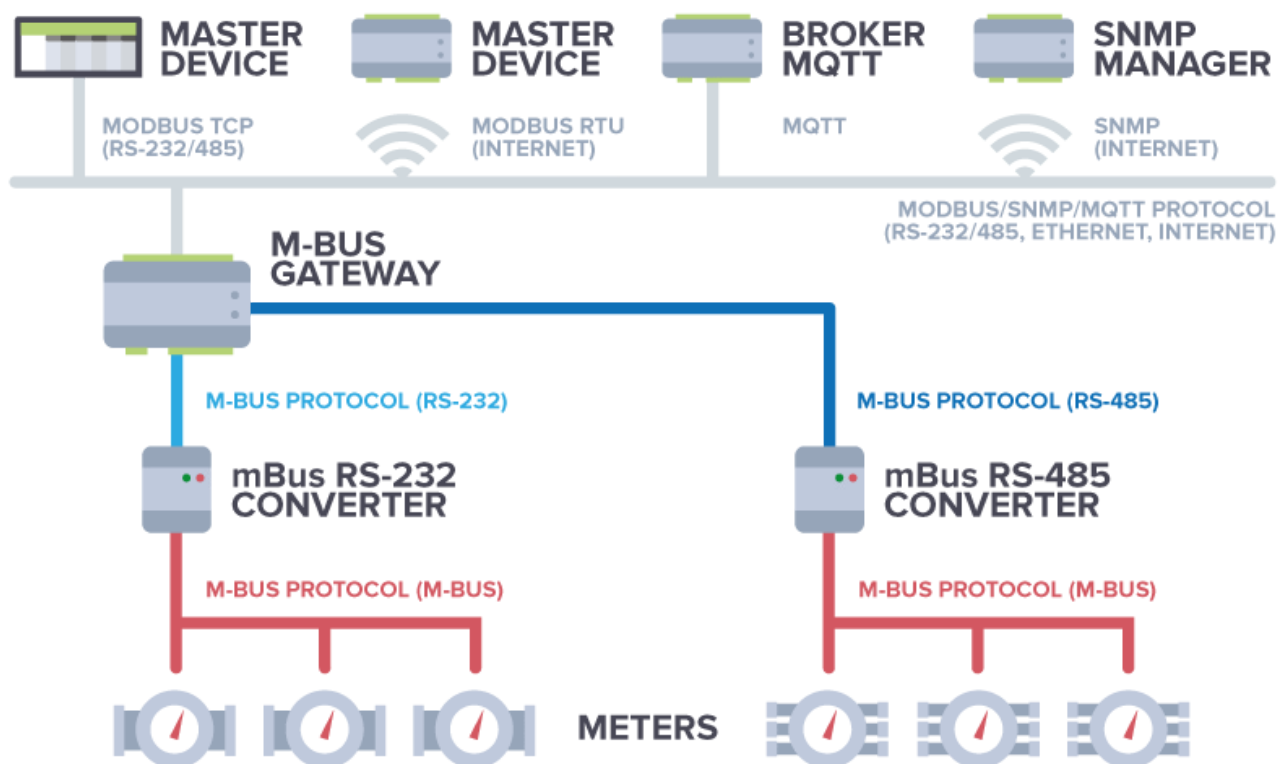 MASTER
DEVICE
MASTER
DEVICE
BROKER
MQTT
SNMP
MANAGER
MODBUS TCP
(RS-232/485)
MODBUS RTU
(INTERNET)
MQTT
SNMP
(INTERNET)
MODBUS/SNMP/MQTT PROTOCOL
(RS-232/485, ETHERNET, INTERNET)
M-BUS
GATEWAY
M-BUS PROTOCOL (RS-232)
M-BUS PROTOCOL (RS-485)
mBus RS-232
CONVERTER
mBus RS-485
CONVERTER
M-BUS PROTOCOL (M-BUS)
M-BUS PROTOCOL (M-BUS)
METERS